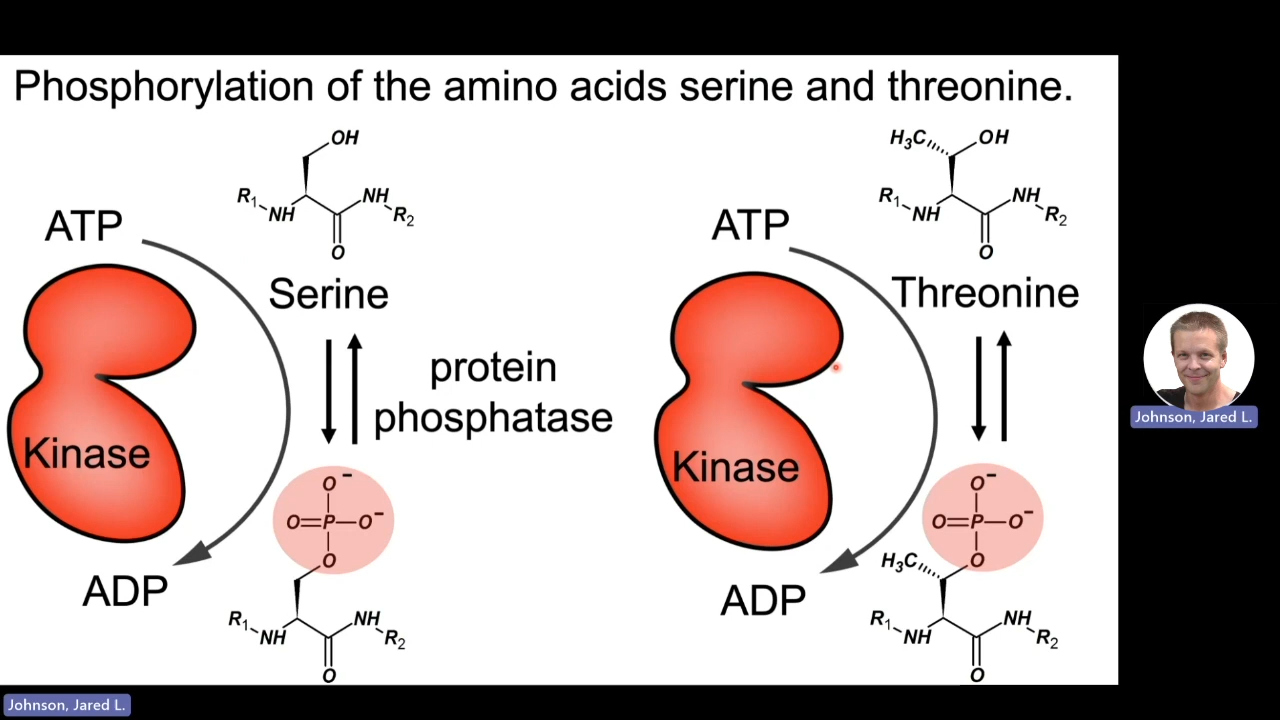 Phosphorylation of the amino acids serine and threonine.
OH
R1
NH
NH
R2
O
ATP
Serine
protein
phosphatase
Kinase
O-
O=P—O-
O
ADP
R1
NH
NH
R2
O
H3C
OH
R1
NH
NH
R2
O
ATP
Threonine
Kinase
O-
O=P—O-
H3C
O
ADP
R1
NH
NH
R2
O
Johnson, Jared L.
Johnson, Jared L.